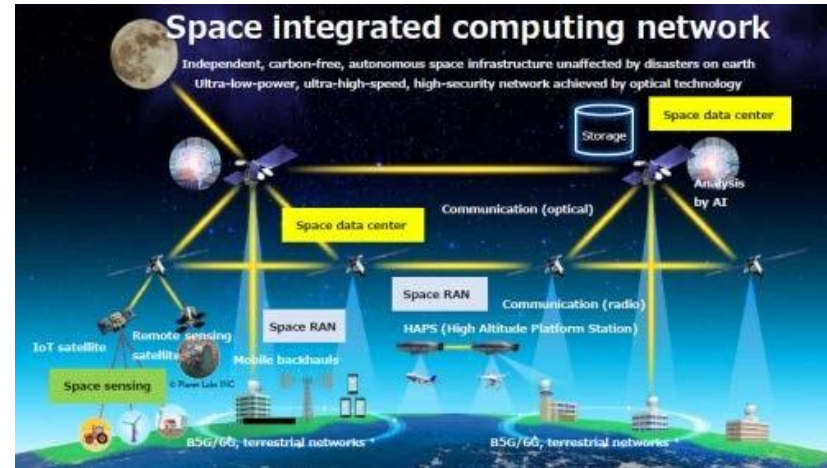 Space integrated computing network
Independent, carbon-free, autonomous space infrastructure unaffected by disasters on earth
Ultra-low-power, ultra-high-speed, high-security network achieved by optical technology
Space data center
Storage
Analysis
by AI
Communication (optical)
Space data center
Space RAN
Communication (radio)
Space RAN
HAPS (High Altitude Platform Station)
IoT satellite
Remote sensing
satellite
Mobile backhauls
© Planet Labs INC
Space sensing
B5G/6G, terrestrial networks
B5G/6G, terrestrial networks